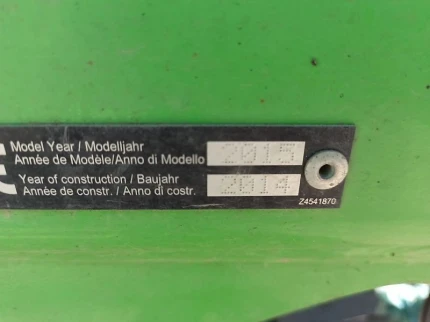 Model Year / Modelljahr
Année de Modèle/Anno di Modello 2015
Year of construction / Baujahr
Année de constr. / Anno di costr. 2014
Z4541870